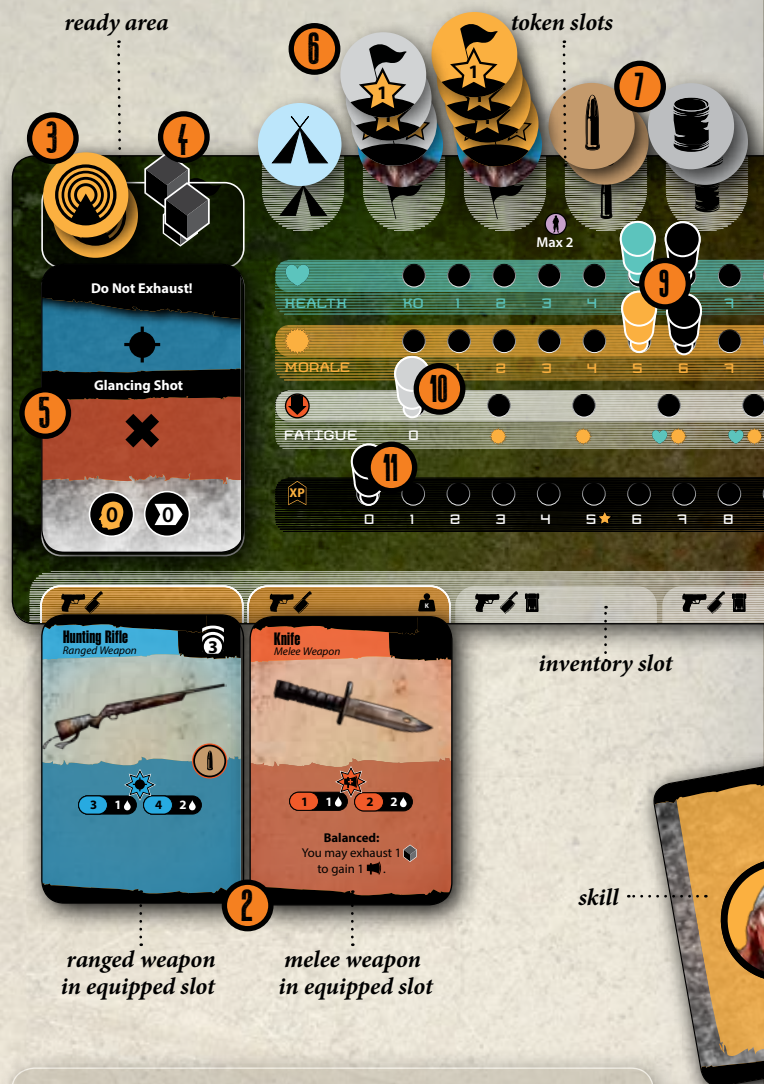 ready area
token slots
6
7
3
4
1
1
Max 2
Do Not Exhaust!
9
HEALTH KO 1 2 3 4 7
Glancing Shot
MORALE 2 3 4 5 6 7
5
10
FATIGUE 0
11
XP
0 1 2 3 4 5 6 7 8
0 0
K
Hunting Rifle
Ranged Weapon
3
Knife
Melee Weapon
inventory slot
3 1 4 2
1 1 2 2
Balanced:
You may exhaust 1
to gain 1 .
2
skill
ranged weapon
in equipped slot
melee weapon
in equipped slot